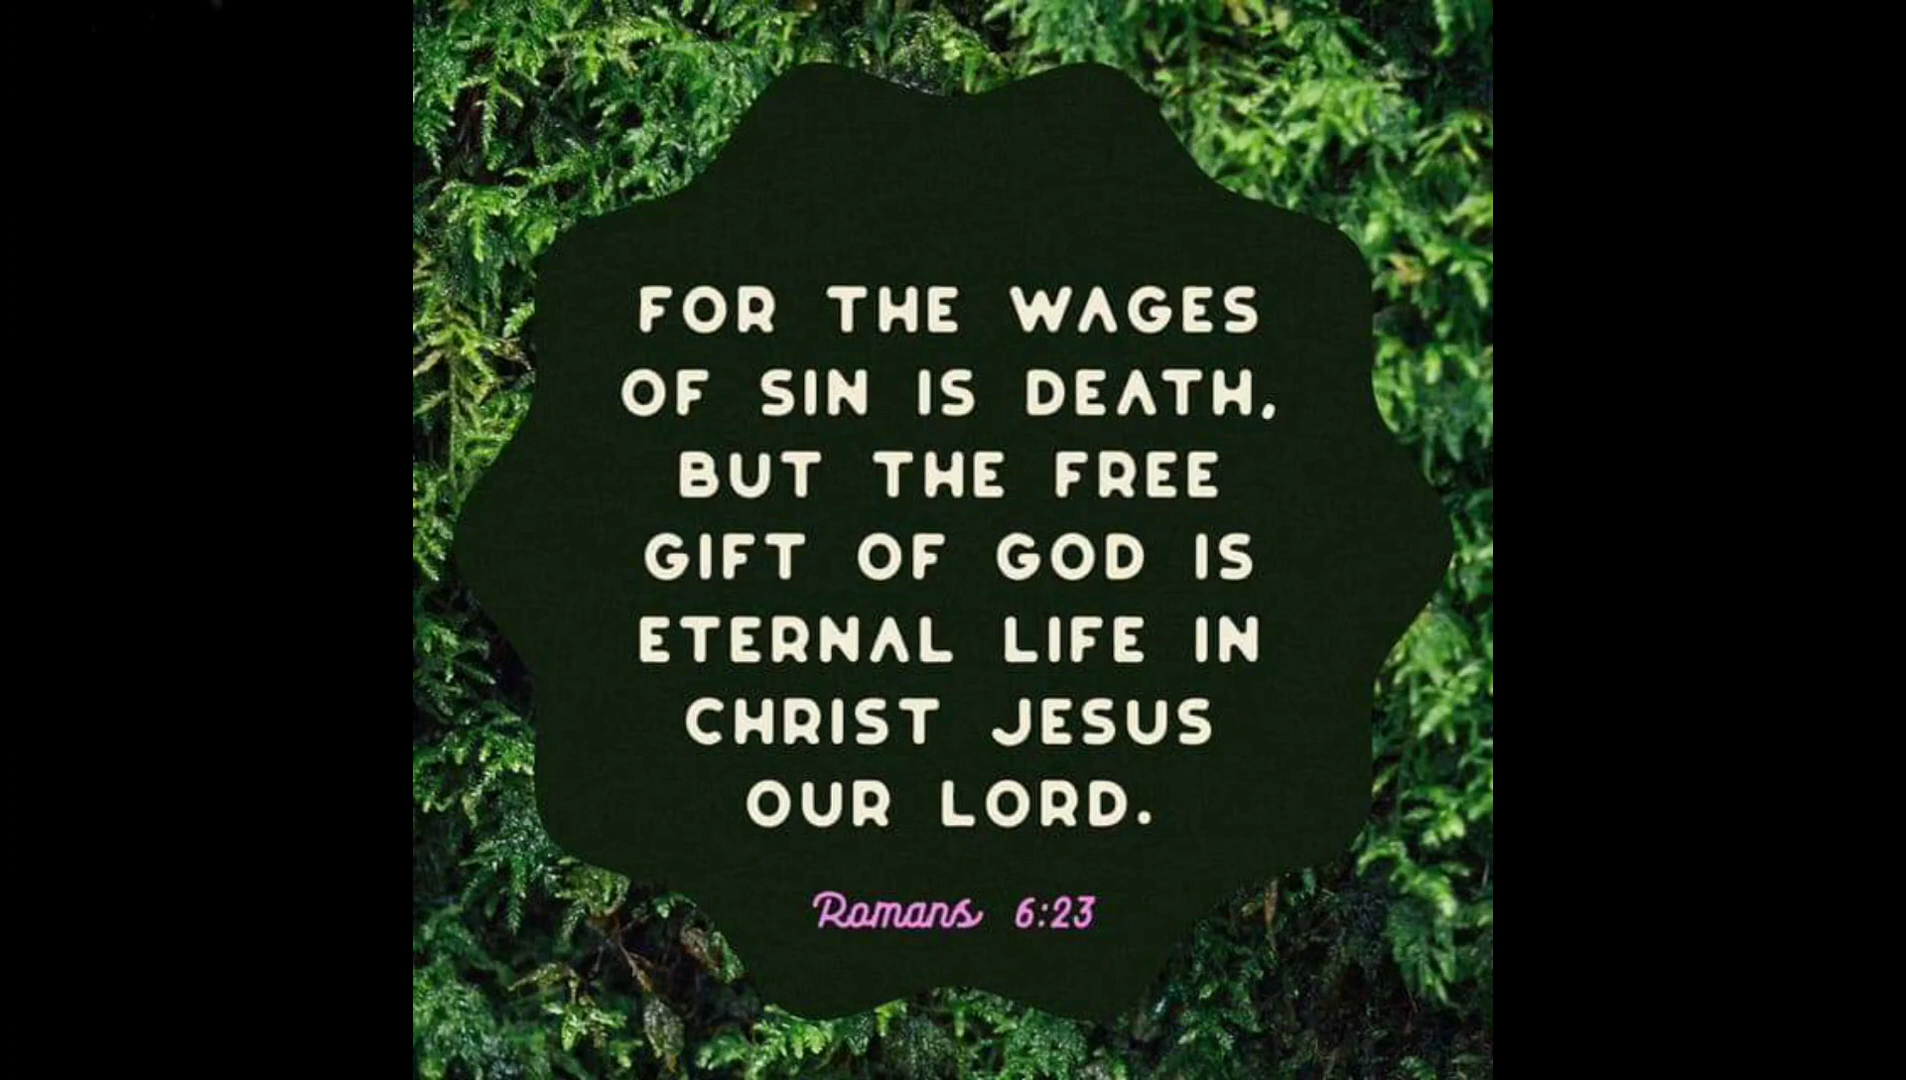 FOR THE WAGES
OF SIN IS DEATH,
BUT THE FREE
GIFT OF GOD IS
ETERNAL LIFE IN
CHRIST JESUS
OUR LORD.
Romans 6:23